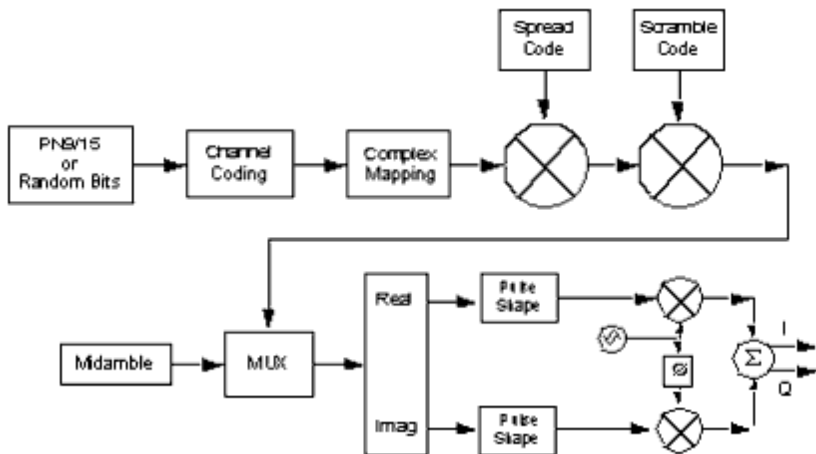 Spread
Code
Scramble
Code
PN9/15
or
Random Bits
Channel
Coding
Complex
Mapping
Midamble
MUX
Real
Imag
Pulse
Shape
Pulse
Shape
Ø
Σ
I
Q